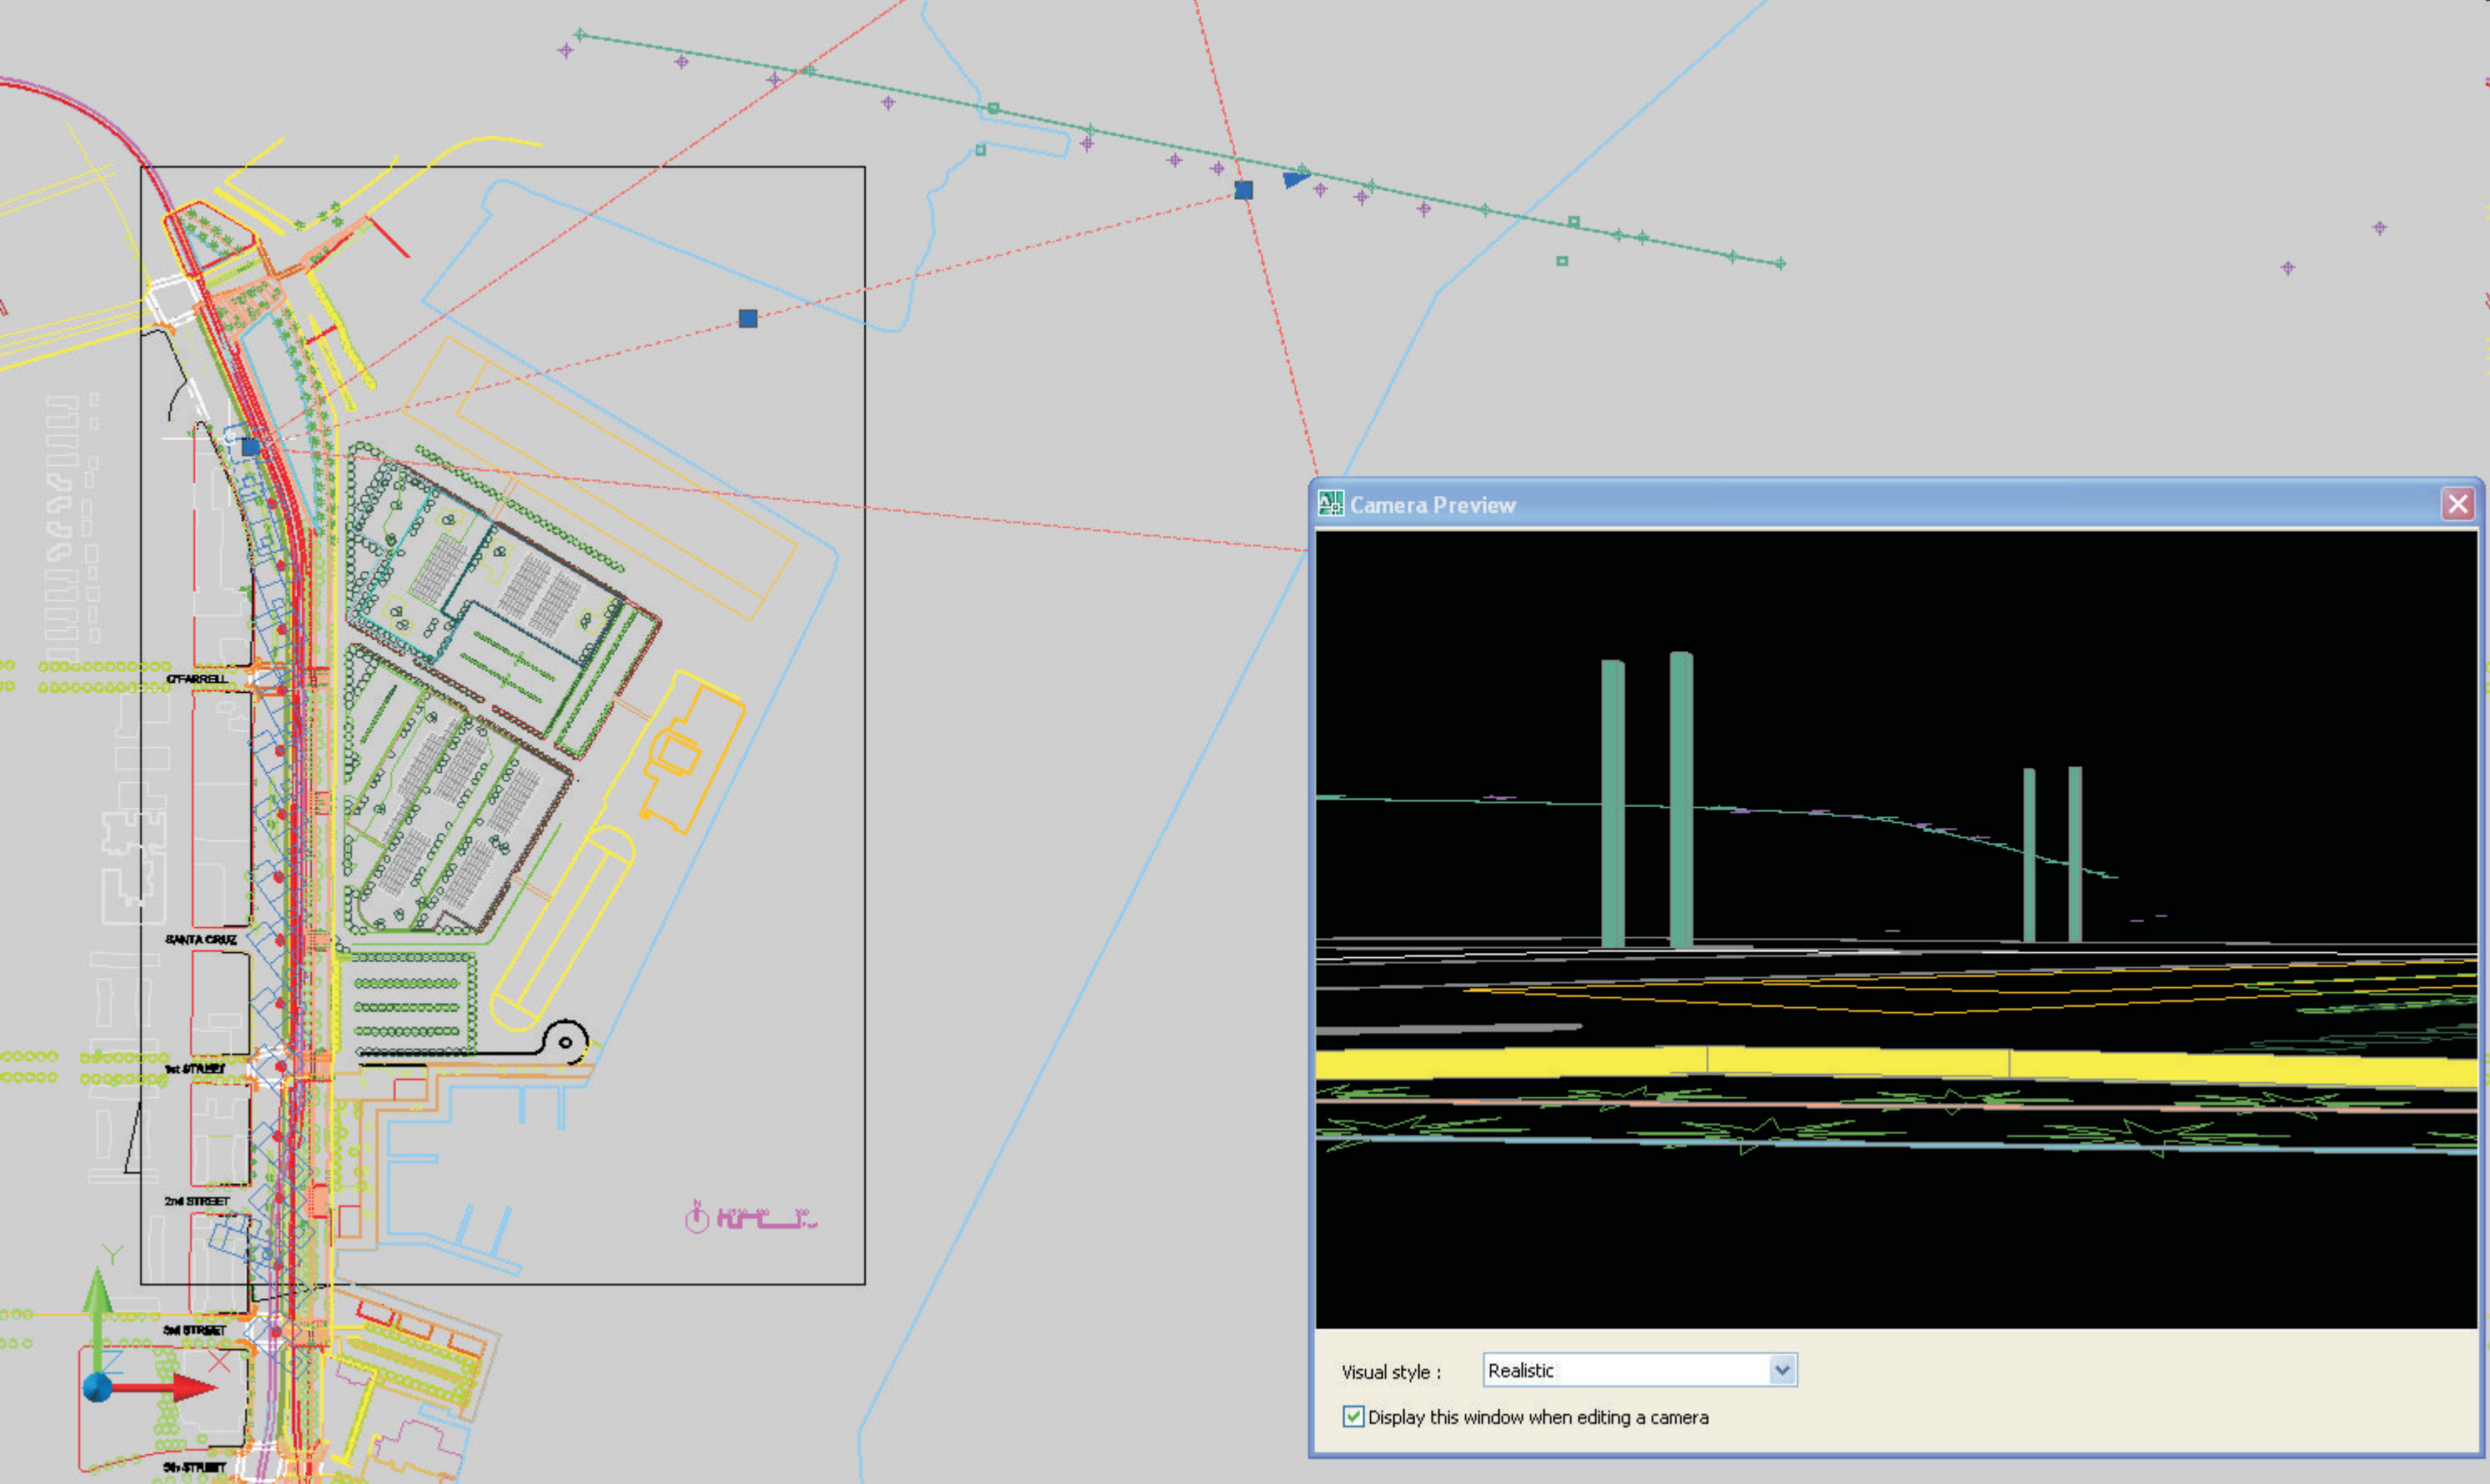 Camera Preview
O'FARRELL
SANTA CRUZ
1st STREET
2nd STREET
N
Y
3rd STREET
Z
X
5th STREET
Visual style :
Realistic
Display this window when editing a camera